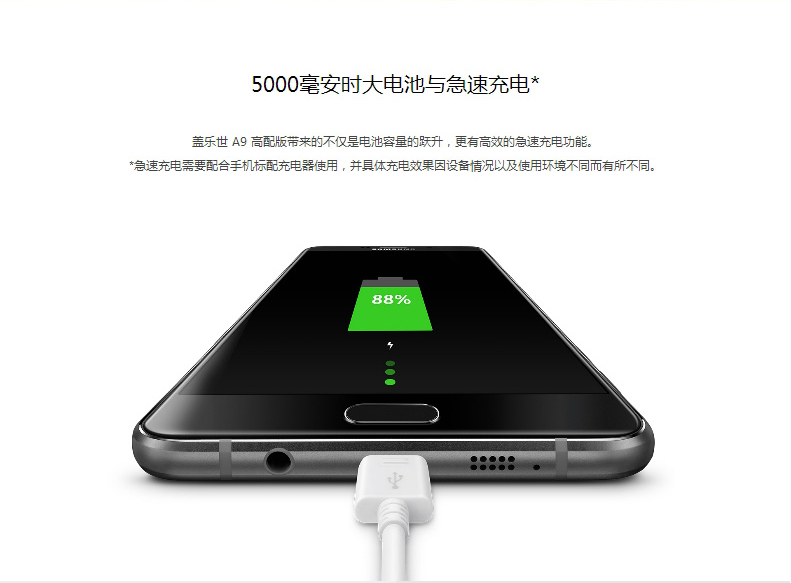 5000毫安时大电池与急速充电*
盖乐世 A9 高配版带来的不仅是电池容量的跃升，更有高效的急速充电功能。
*急速充电需要配合手机标配充电器使用，并具体充电效果因设备情况以及使用环境不同而有所不同。
SAMSUNG
88%